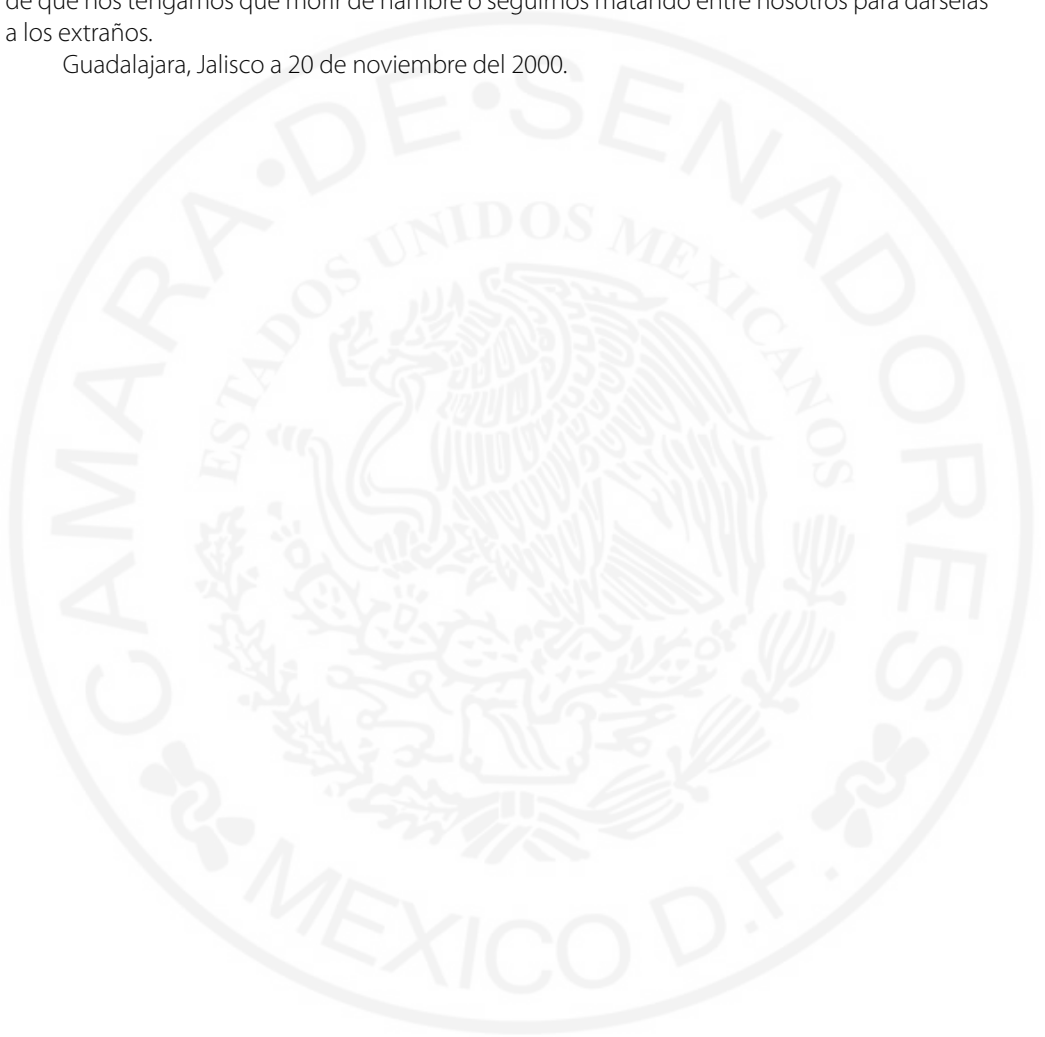 de que nos tengamos que morir de hambre o seguirnos matando entre nosotros para dárselas
a los extraños.
Guadalajara, Jalisco a 20 de noviembre del 2000.
CAMARA•DE•SENADORES
ESTADOS UNIDOS MEXICANOS
MEXICO D.F.